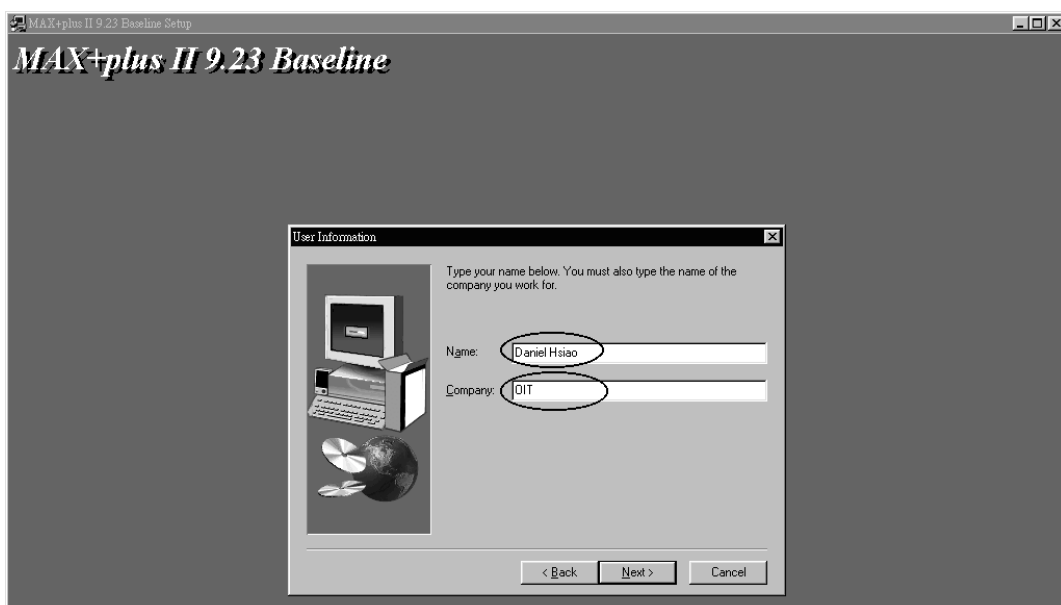 MAX+plus II 9.23 Baseline Setup
MAX+plus II 9.23 Baseline
User Information
Type your name below. You must also type the name of the
company you work for.
Name: Daniel Hsiao
Company: OIT
< Back Next > Cancel